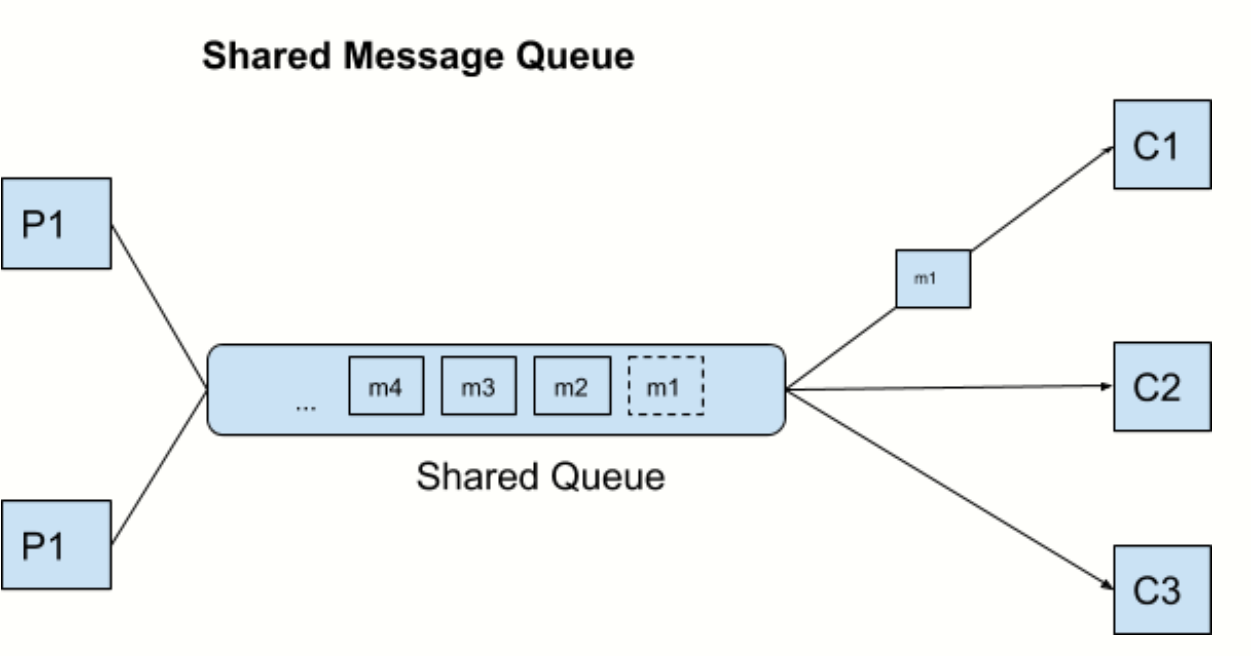 Shared Message Queue
C1
P1
m1
...
m4
m3
m2
m1
C2
Shared Queue
P1
C3